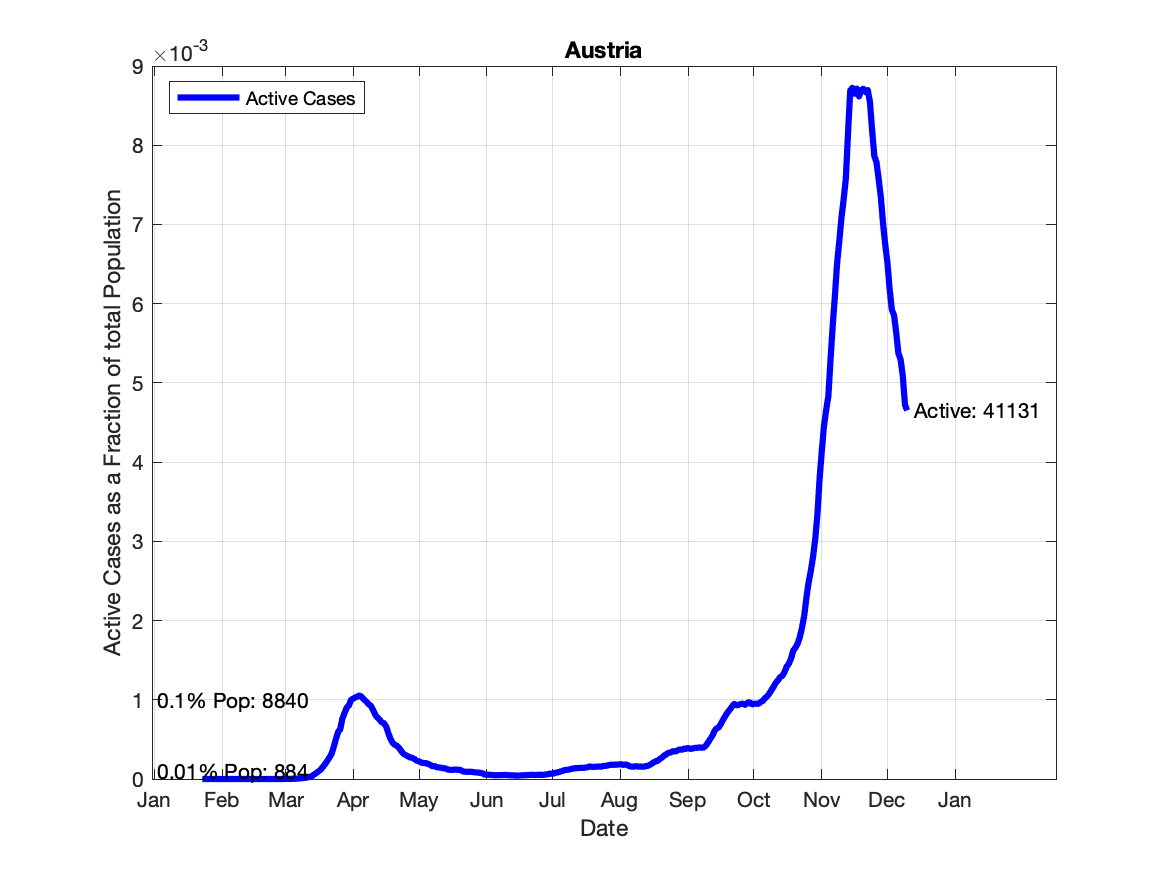 Austria
×10-3
Active Cases
9
8
7
6
5
4
3
2
1
0
Active Cases as a Fraction of total Population
0.1% Pop: 8840
0.01% Pop: 884
Active: 41131
Jan Feb Mar Apr May Jun Jul Aug Sep Oct Nov Dec Jan
Date